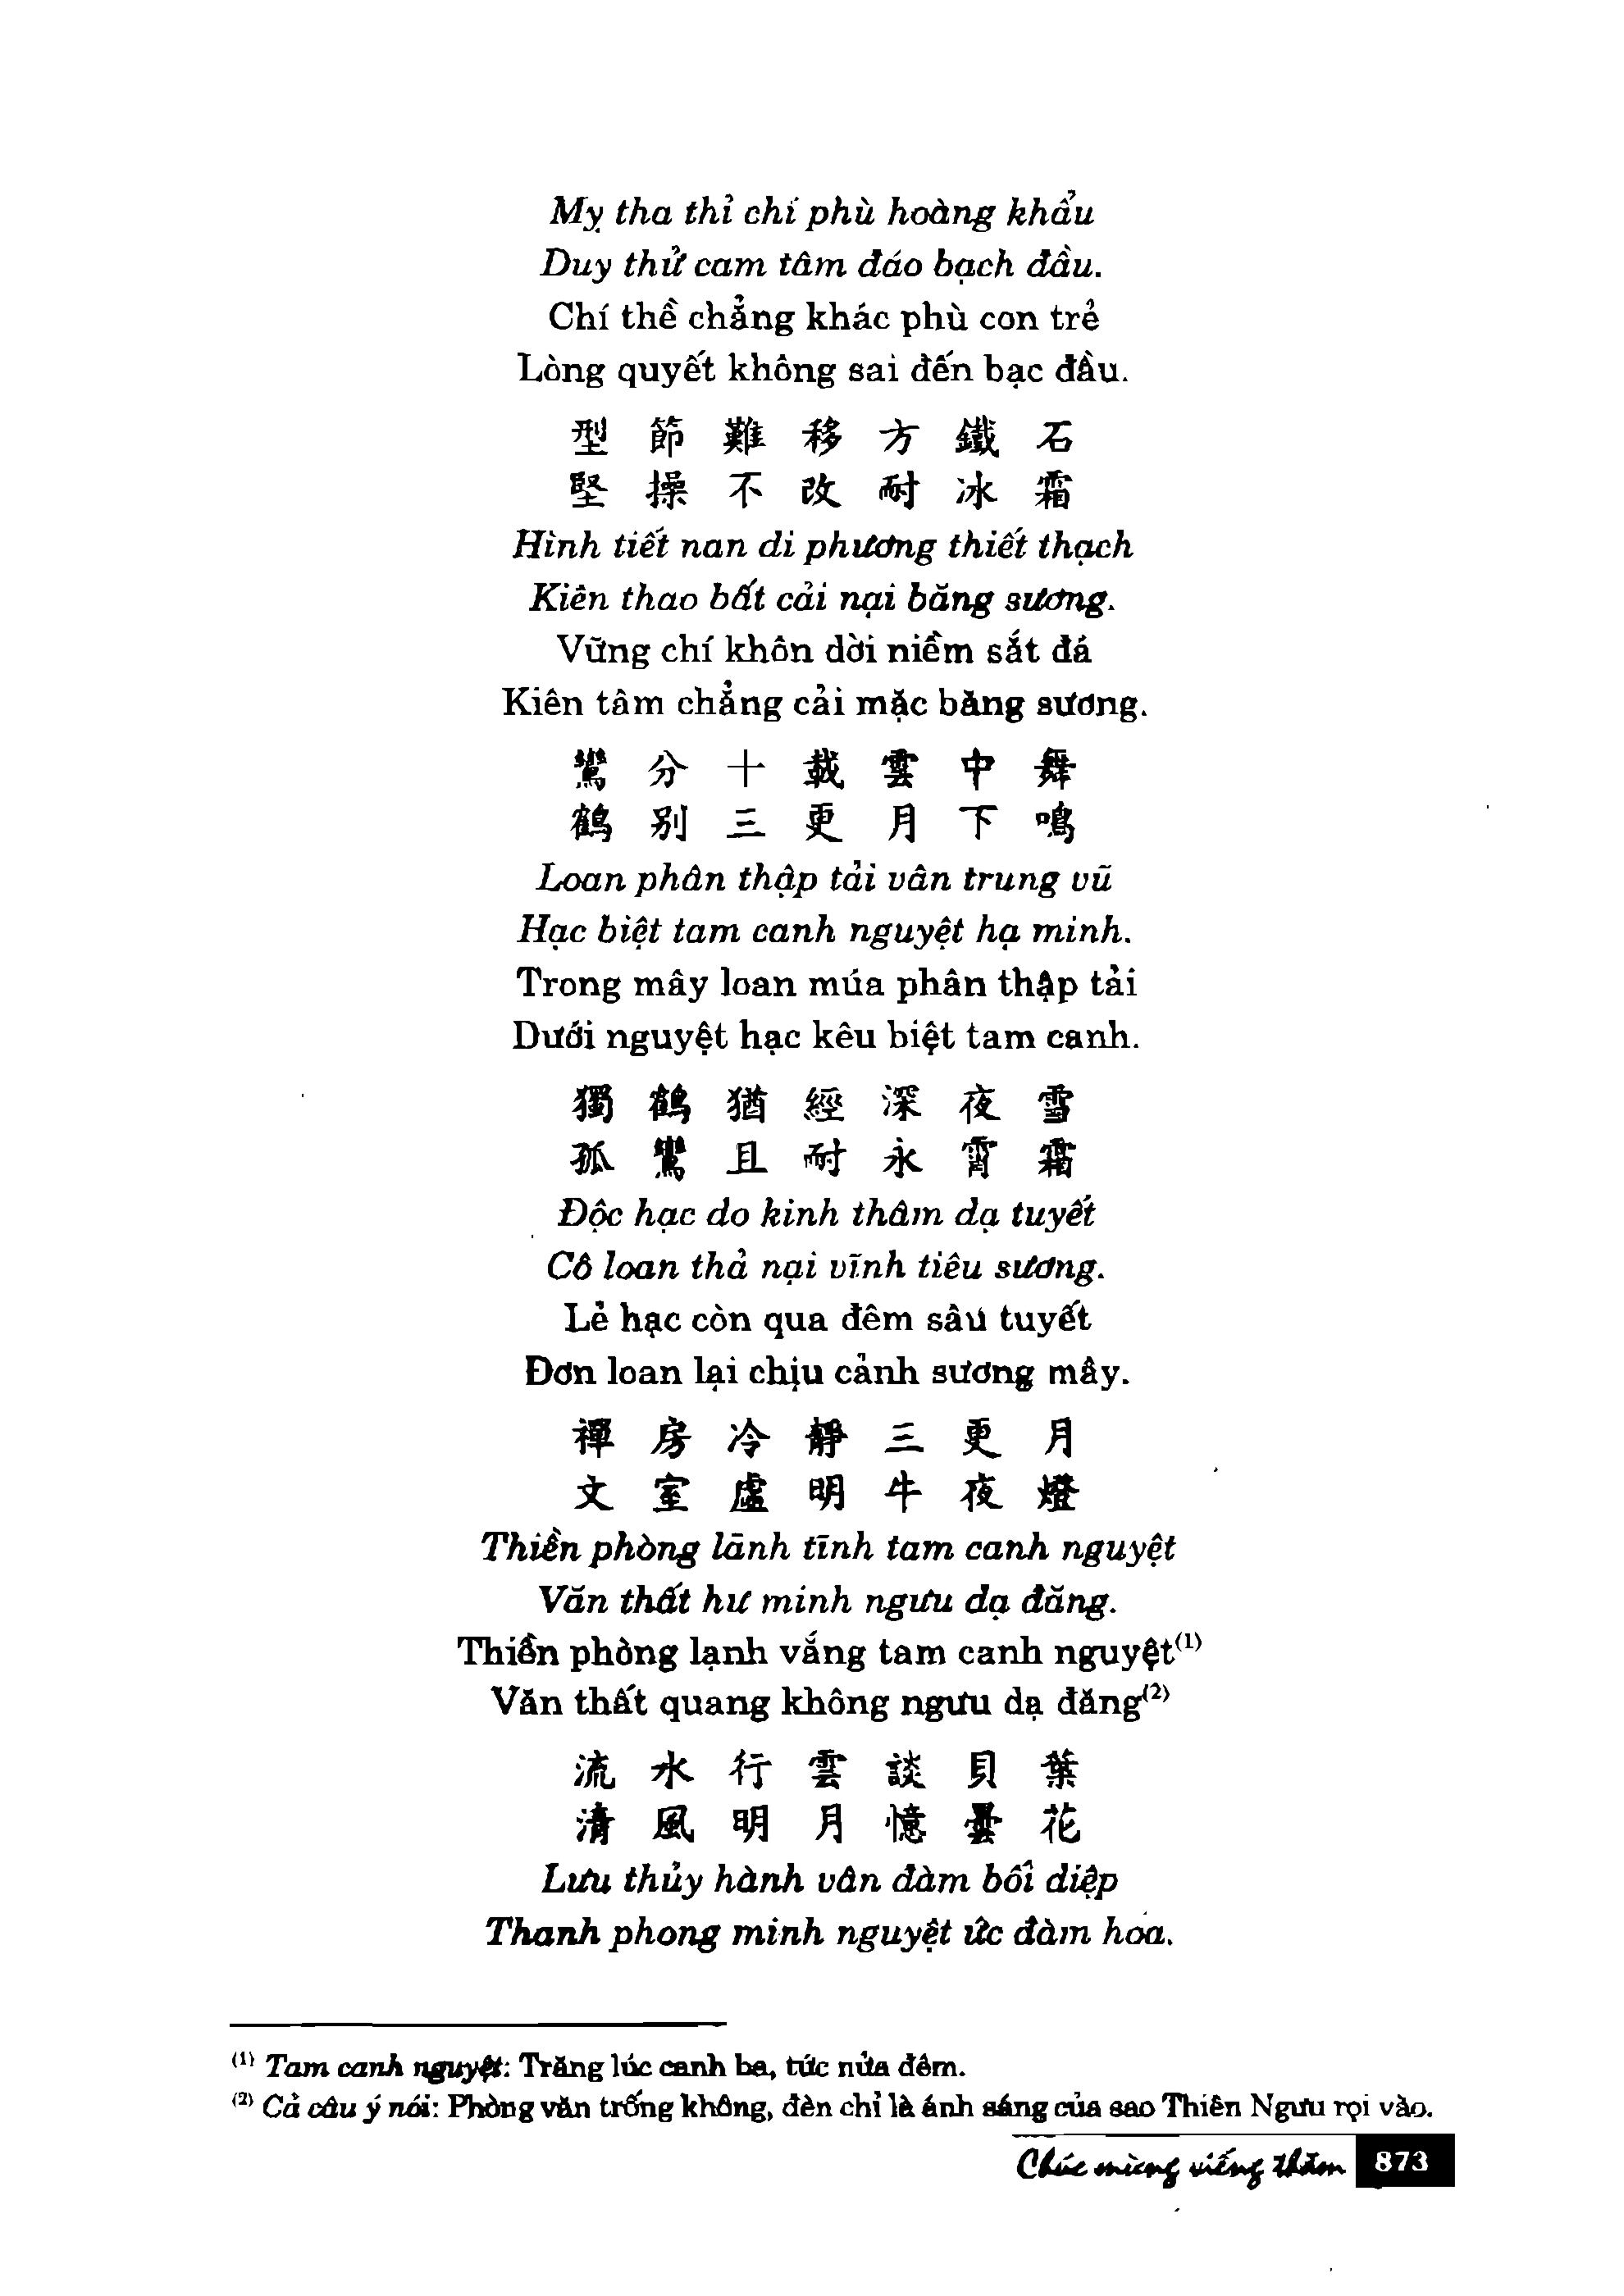 Mỵ tha thỉ chí phù hoàng khẩu
Duy thử cam tâm đáo bạch đầu.
Chí thề chẳng khác phù con trẻ
Lòng quyết không sai đến bạc đầu.
型 節 難 移 方 鐵 石
堅 操 不 改 耐 冰 霜
Hình tiết nan di phương thiết thạch
Kiên thao bất cải nại băng sương.
Vững chí khôn dời niềm sắt đá
Kiên tâm chẳng cải mặc băng sương.
鸞 分 十 載 雲 中 舞
鶴 別 三 更 月 下 鳴
Loan phân thập tải vân trung vũ
Hạc biệt tam canh nguyệt hạ minh.
Trong mây loan múa phân thập tải
Dưới nguyệt hạc kêu biệt tam canh.
獨 鶴 猶 經 深 夜 雪
孤 鸞 且 耐 永 霄 霜
Độc hạc do kinh thâm dạ tuyết
Cô loan thả nại vĩnh tiêu sương.
Lẻ hạc còn qua đêm sâu tuyết
Đơn loan lại chịu cảnh sương mây.
禪 房 冷 靜 三 更 月
文 室 虛 明 牛 夜 燈
Thiền phòng lãnh tĩnh tam canh nguyệt
Văn thất hư minh ngưu dạ đăng.
Thiền phòng lạnh vắng tam canh nguyệt(1)
Văn thất quang không ngưu dạ đăng(2)
流 水 行 雲 談 貝 葉
清 風 明 月 憶 曇 花
Lưu thủy hành vân đàm bối diệp
Thanh phong minh nguyệt ức đàm hoa.
(1) Tam canh nguyệt: Trăng lúc canh ba, tức nửa đêm.
(2) Cả câu ý nói: Phòng văn trống không, đèn chỉ là ánh sáng của sao Thiên Ngưu rọi vào.
Chúc mừng viếng thăm 873